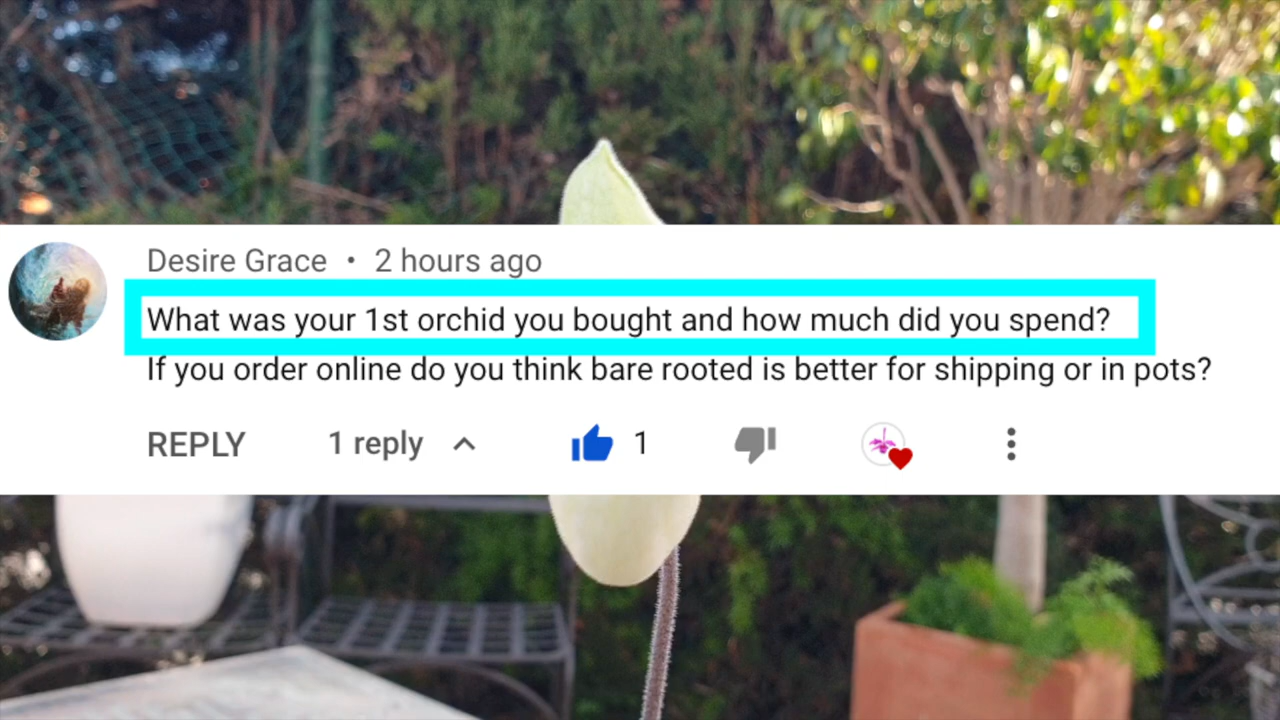 Desire Grace • 2 hours ago
What was your 1st orchid you bought and how much did you spend?
If you order online do you think bare rooted is better for shipping or in pots?
REPLY 1 reply 1